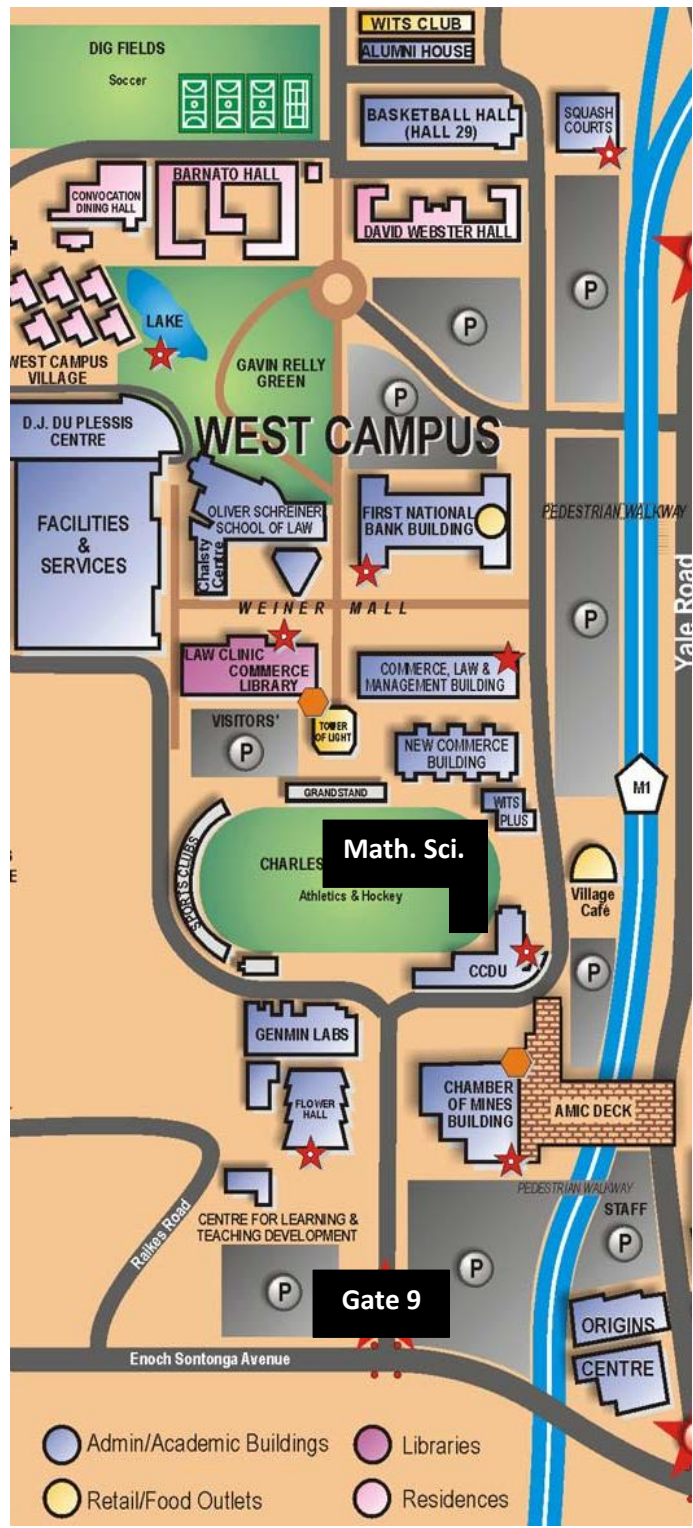 WITS CLUB
ALUMNI HOUSE
DIG FIELDS
Soccer
BASKETBALL HALL
(HALL 29)
SQUASH
COURTS
BARNATO HALL
CONVOCATION
DINING HALL
DAVID WEBSTER HALL
P
P
LAKE
WEST CAMPUS
VILLAGE
GAVIN RELLY
GREEN
P
D.J. DU PLESSIS
CENTRE
WEST CAMPUS
FACILITIES
&
SERVICES
OLIVER SCHREINER
SCHOOL OF LAW
Chalsty
Centre
FIRST NATIONAL
BANK BUILDING
PEDESTRIAN WALKWAY
WEINER MALL
P
Yale Road
LAW CLINIC
COMMERCE
LIBRARY
COMMERCE, LAW &
MANAGEMENT BUILDING
VISITORS'
P
TOWER
OF LIGHT
NEW COMMERCE
BUILDING
M1
GRANDSTAND
WITS
PLUS
SPORTS CLUBS
CHARLES
Math. Sci.
Athletics & Hockey
Village
Café
CCDU
P
GENMIN LABS
FLOWER
HALL
CHAMBER
OF MINES
BUILDING
AMIC DECK
PEDESTRIAN WALKWAY
STAFF
P
CENTRE FOR LEARNING &
TEACHING DEVELOPMENT
Raikes Road
P
P
Gate 9
ORIGINS
CENTRE
Enoch Sontonga Avenue
Admin/Academic Buildings
Libraries
Retail/Food Outlets
Residences